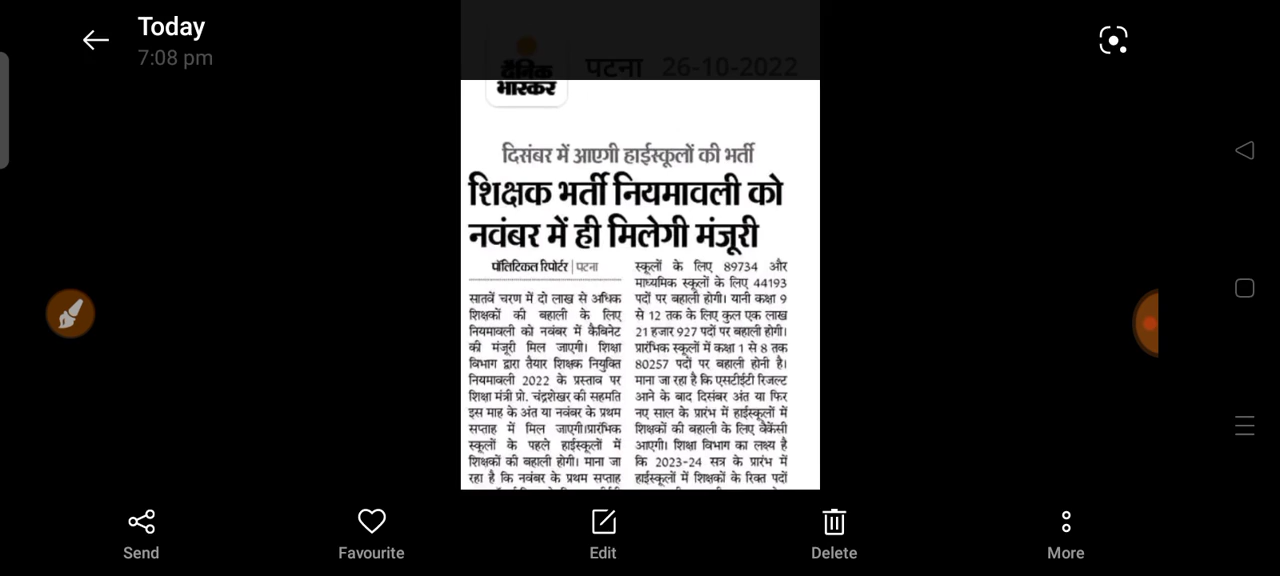 Today
7:08 pm
दैनिक
भास्कर
पटना 26-10-2022
दिसंबर में आएगी हाईस्कूलों की भर्ती
शिक्षक भर्ती नियमावली को
नवंबर में ही मिलेगी मंजूरी
पॉलिटिकल रिपोर्टर | पटना
सातवें चरण में दो लाख से अधिक
शिक्षकों की बहाली के लिए
नियमावली को नवंबर में कैबिनेट
की मंजूरी मिल जाएगी। शिक्षा
विभाग द्वारा तैयार शिक्षक नियुक्ति
नियमावली 2022 के प्रस्ताव पर
शिक्षा मंत्री प्रो. चंद्रशेखर की सहमति
इस माह के अंत या नवंबर के प्रथम
सप्ताह में मिल जाएगी।प्रारंभिक
स्कूलों के पहले हाईस्कूलों में
शिक्षकों की बहाली होगी। माना जा
रहा है कि नवंबर के प्रथम सप्ताह
स्कूलों के लिए 89734 और
माध्यमिक स्कूलों के लिए 44193
पदों पर बहाली होगी। यानी कक्षा 9
से 12 तक के लिए कुल एक लाख
21 हजार 927 पदों पर बहाली होगी।
प्रारंभिक स्कूलों में कक्षा 1 से 8 तक
80257 पदों पर बहाली होनी है।
माना जा रहा है कि एसटीईटी रिजल्ट
आने के बाद दिसंबर अंत या फिर
नए साल के प्रारंभ में हाईस्कूलों में
शिक्षकों की बहाली के लिए वैकेंसी
आएगी। शिक्षा विभाग का लक्ष्य है
कि 2023-24 सत्र के प्रारंभ में
हाईस्कूलों में शिक्षकों के रिक्त पदों
Send
Favourite
Edit
Delete
More